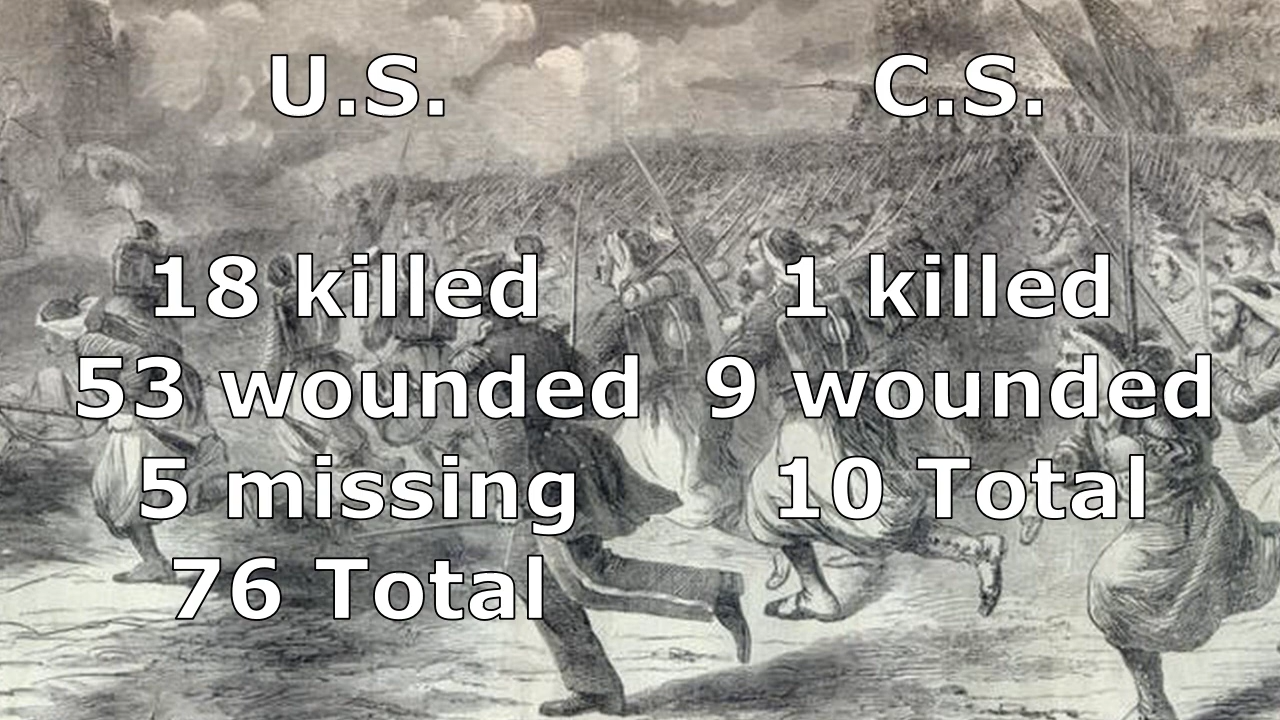 U.S.
18 killed
53 wounded
5 missing
76 Total
C.S.
1 killed
9 wounded
10 Total